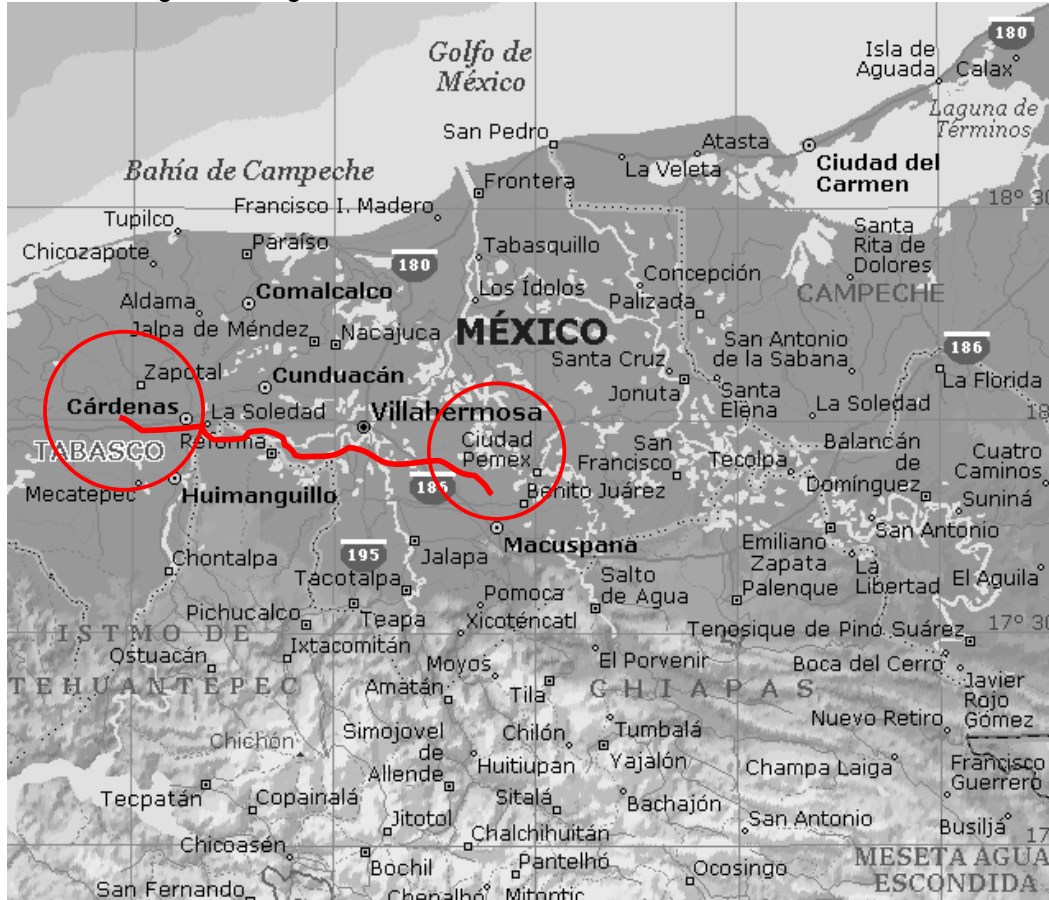 180
Golfo de
México
Isla de
Aguada
Calax
Laguna de
Términos
San Pedro
Atasta
La Veleta
Ciudad del
Carmen
Bahía de Campeche
Frontera
18° 30
Francisco I. Madero
Tupilco
Paraíso
Chicozapote
180
Tabasquillo
Santa
Rita de
Dolores
Concepción
Los Ídolos
Palizada
CAMPECHE
Comalcalco
Aldama
Jalpa de Méndez
Nacajuca
MÉXICO
San Antonio
de la Sabana
186
Santa Cruz
Zapotal
Cunduacán
Jonuta
Santa
Elena
La Florida
Cárdenas
La Soledad
Villahermosa
La Soledad
18
TABASCO
Reforma
Ciudad
Pemex
San
Francisco
Tecolpa
Balancán
de
Domínguez
Cuatro
Caminos
Mecatepec
Huimanguillo
186
Benito Juárez
Suniná
San Antonio
Macuspana
Emiliano
Zapata
La
Libertad
Chontalpa
195
Jalapa
Tacotalpa
Salto
de Agua
Palenque
El Aguila
Pichucalco
Teapa
Pomoca
Xicoténcatl
Tenosique de Pino Suárez
17° 30
ISTMO DE
TEHUANTEPEC
Ostuacán
Ixtacomitán
Moyos
El Porvenir
Boca del Cerro
Amatán
Tila
CHIAPAS
Javier
Rojo
Gómez
Simojovel
de
Allende
Chilón
Tumbalá
Nuevo Retiro
Chichón
Huitiupan
Yajalón
Champa Laiga
Francisco
Guerrero
Tecpatán
Copainalá
Sitalá
Bachajón
Jitotol
Chalchihuitán
San Antonio
Busiljá
17
Chicoasén
Bochil
Pantelhó
Ocosingo
MESETA AGUA
ESCONDIDA
San Fernando
Chenalhó
Mitontic